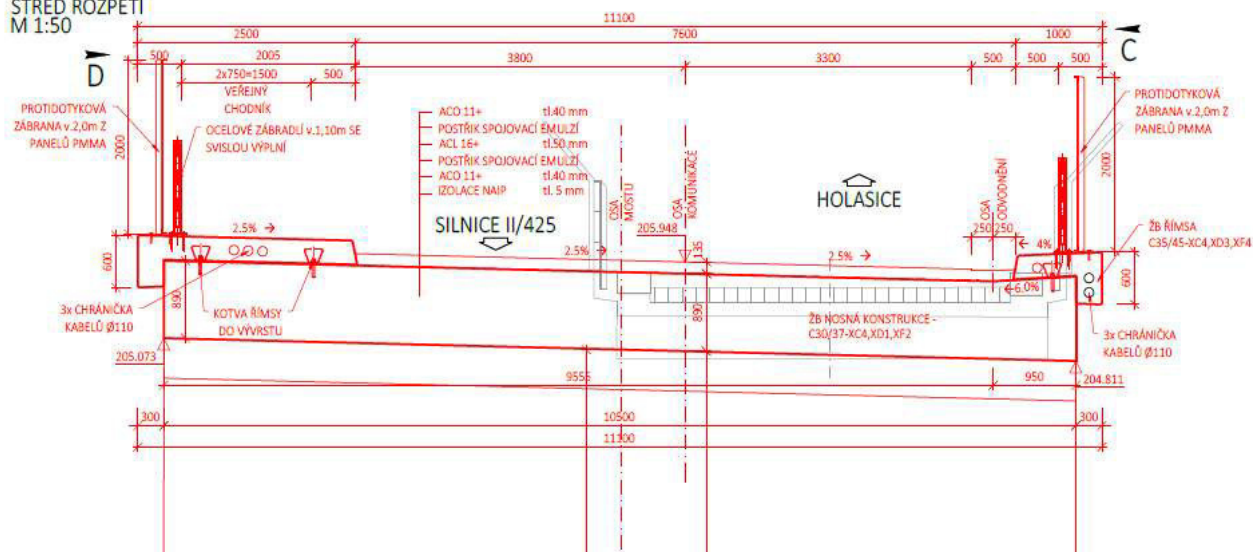 STŘED ROZPĚTÍ
M 1:50
11100
2500
7600
1000
D
C
500
2005
3800
3300
500
500
500
2x750=1500
500
VEŘEJNÝ
CHODNÍK
PROTIDOTYKOVÁ
ZÁBRANA v.2,0m Z
PANELŮ PMMA
2000
OCELOVÉ ZÁBRADLÍ v.1,10m SE
SVISLOU VÝPLNÍ
ACO 11+ tl.40 mm
POSTŘIK SPOJOVACÍ EMULZÍ
ACL 16+ tl.50 mm
POSTŘIK SPOJOVACÍ EMULZÍ
ACO 11+ tl.40 mm
IZOLACE NAIP tl. 5 mm
OSA
MOSTU
OSA
KOMUNIKACE
HOLASICE
OSA
ODVODNĚNÍ
PROTIDOTYKOVÁ
ZÁBRANA v.2,0m Z
PANELŮ PMMA
2000
SILNICE II/425
205.948
2.5%
2.5%
135
2.5%
250
250
4%
6.0%
ŽB ŘÍMSA
C35/45-XC4,XD3,XF4
600
600
890
890
3x CHRÁNIČKA
KABELŮ Ø110
KOTVA ŘÍMSY
DO VÝVRSTU
ŽB NOSNÁ KONSTRUKCE -
C30/37-XC4,XD1,XF2
3x CHRÁNIČKA
KABELŮ Ø110
205.073
204.811
9555
950
300
10500
300
11100